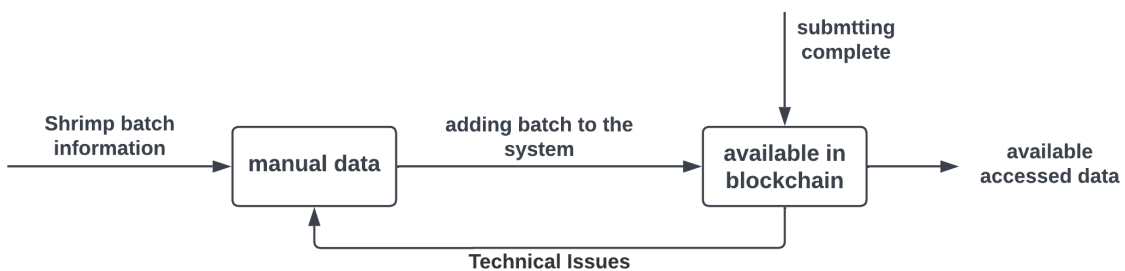 submtting
complete
Shrimp batch
information
adding batch to the
system
manual data
available in
blockchain
available
accessed data
Technical Issues